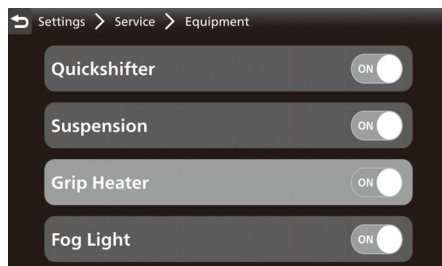 Settings > Service > Equipment
Quickshifter ON
Suspension ON
Grip Heater ON
Fog Light ON